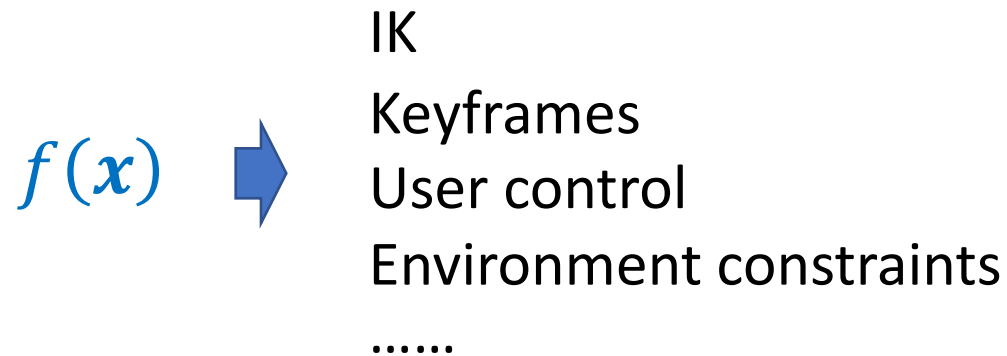 IK
Keyframes
f(x)
User control
Environment constraints
……